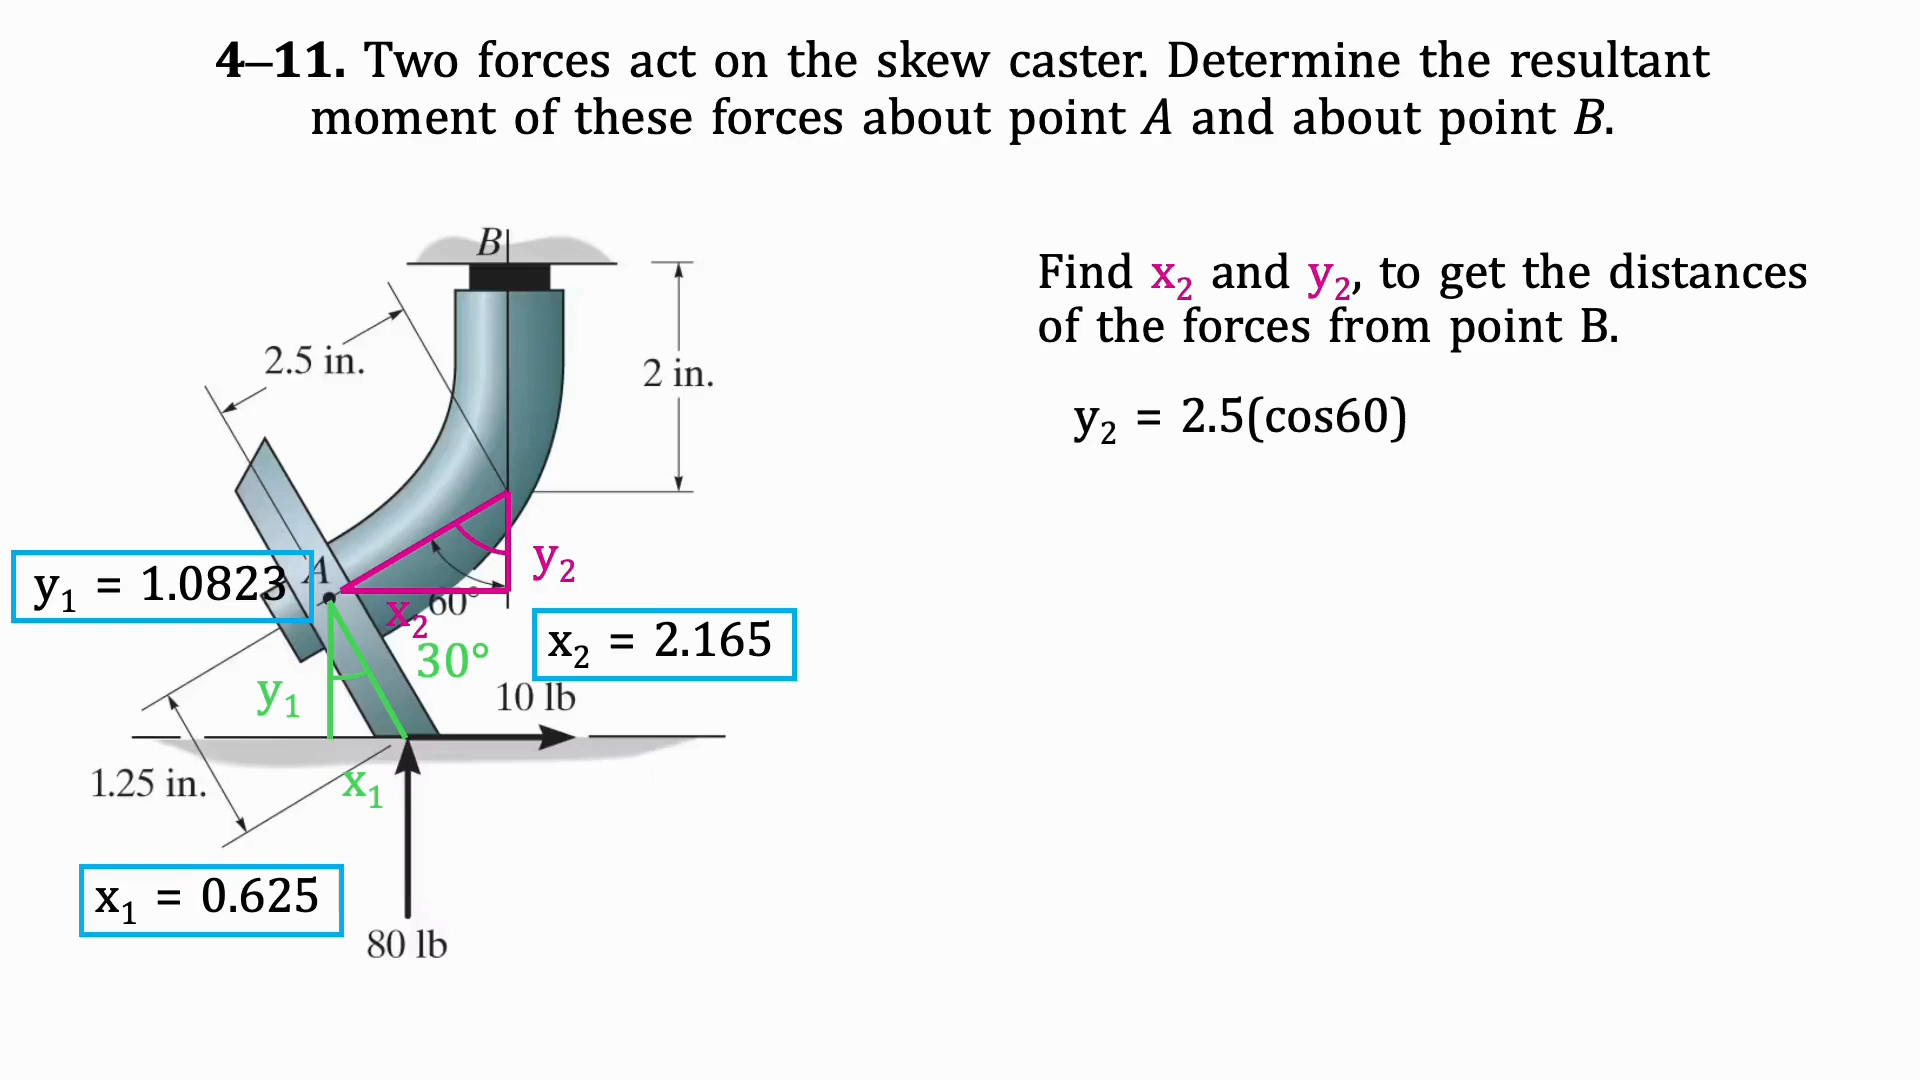 4–11. Two forces act on the skew caster. Determine the resultant
moment of these forces about point A and about point B.
B
Find x₂ and y₂, to get the distances
of the forces from point B.
2.5 in.
2 in.
y₂ = 2.5(cos60)
y₁ = 1.0823
A
y₂
x₂
60°
x₂ = 2.165
30°
y₁
10 lb
1.25 in.
x₁
x₁ = 0.625
80 lb